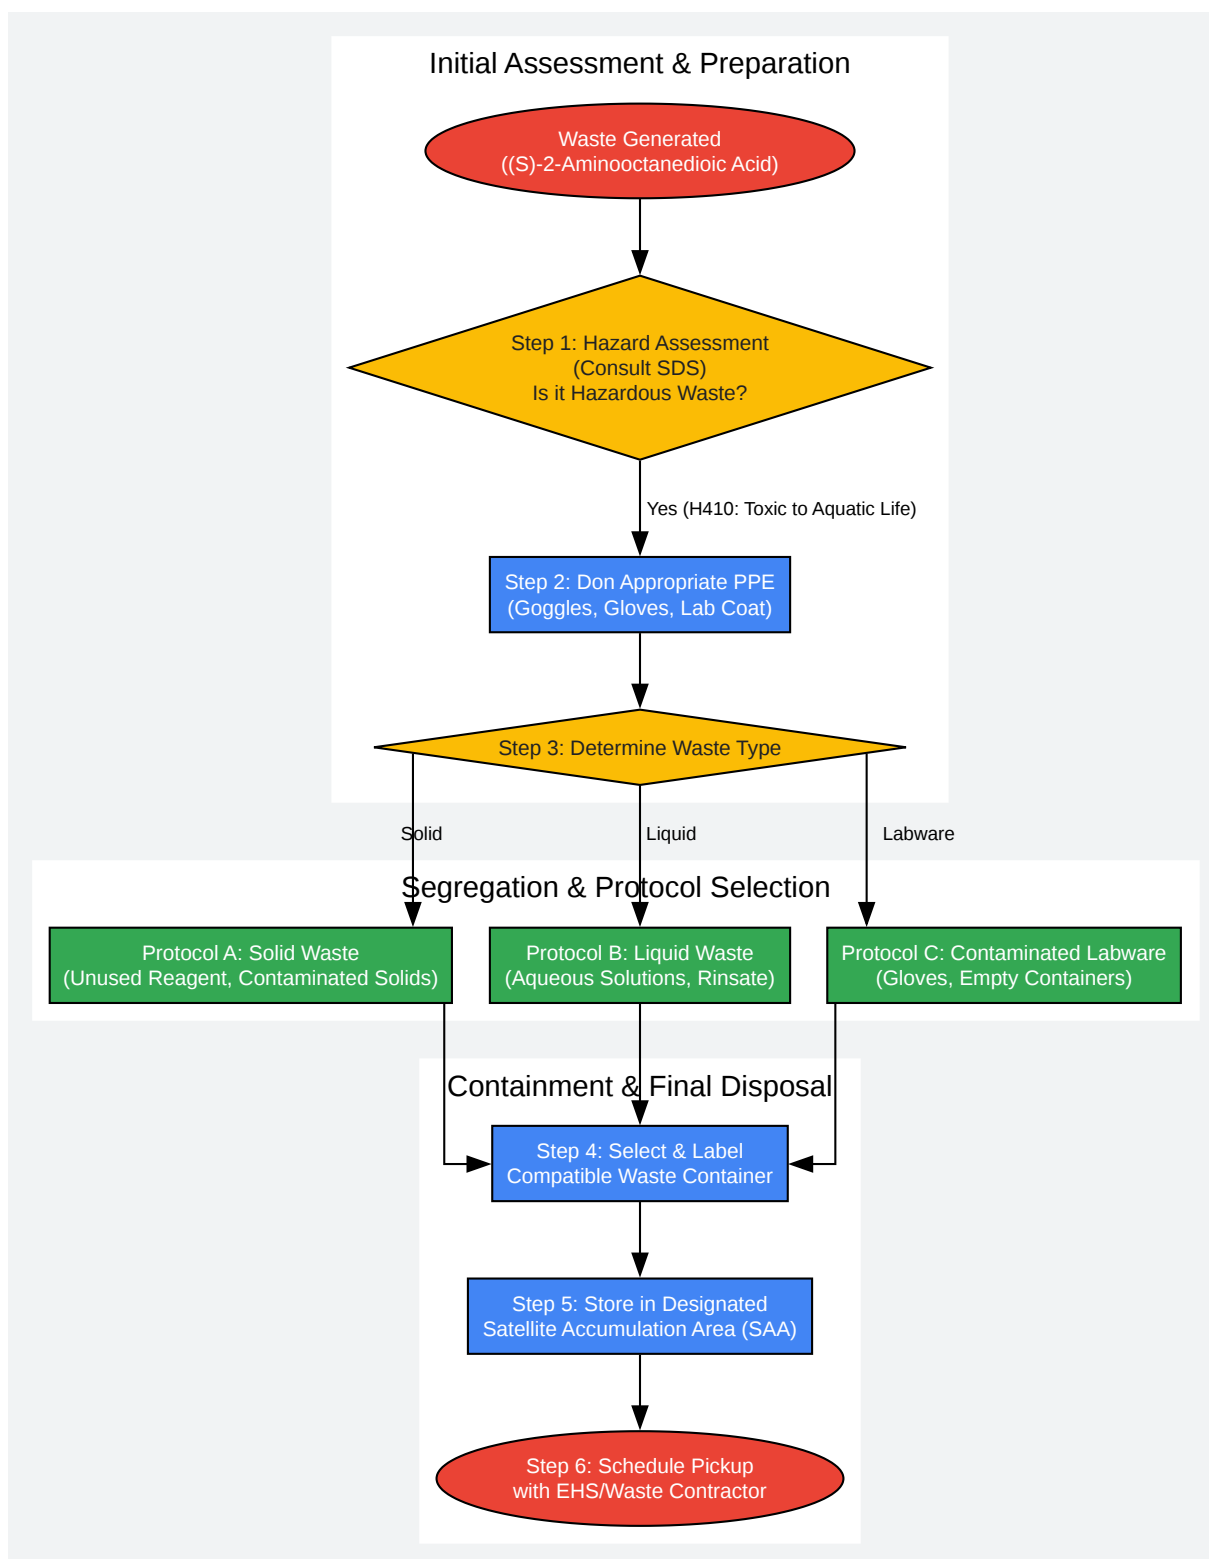 Initial Assessment & Preparation
Waste Generated
((S)-2-Aminooctanedioic Acid)
Step 1: Hazard Assessment
(Consult SDS)
Is it Hazardous Waste?
Yes (H410: Toxic to Aquatic Life)
Step 2: Don Appropriate PPE
(Goggles, Gloves, Lab Coat)
Step 3: Determine Waste Type
Solid
Liquid
Labware
Segregation & Protocol Selection
Protocol A: Solid Waste
(Unused Reagent, Contaminated Solids)
Protocol B: Liquid Waste
(Aqueous Solutions, Rinsate)
Protocol C: Contaminated Labware
(Gloves, Empty Containers)
Containment & Final Disposal
Step 4: Select & Label
Compatible Waste Container
Step 5: Store in Designated
Satellite Accumulation Area (SAA)
Step 6: Schedule Pickup
with EHS/Waste Contractor